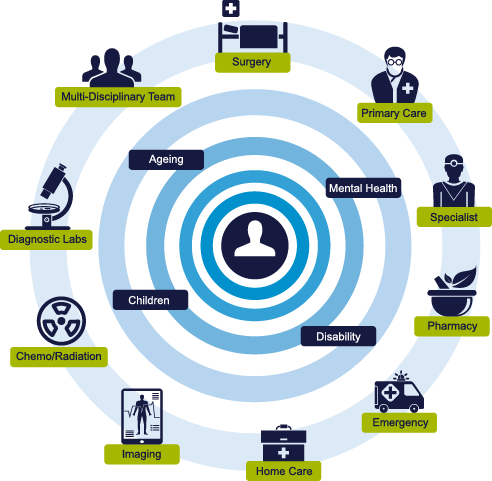 Surgery
Multi-Disciplinary Team
Primary Care
Ageing
Mental Health
Specialist
Diagnostic Labs
Children
Pharmacy
Disability
Chemo/Radiation
Emergency
Imaging
Home Care